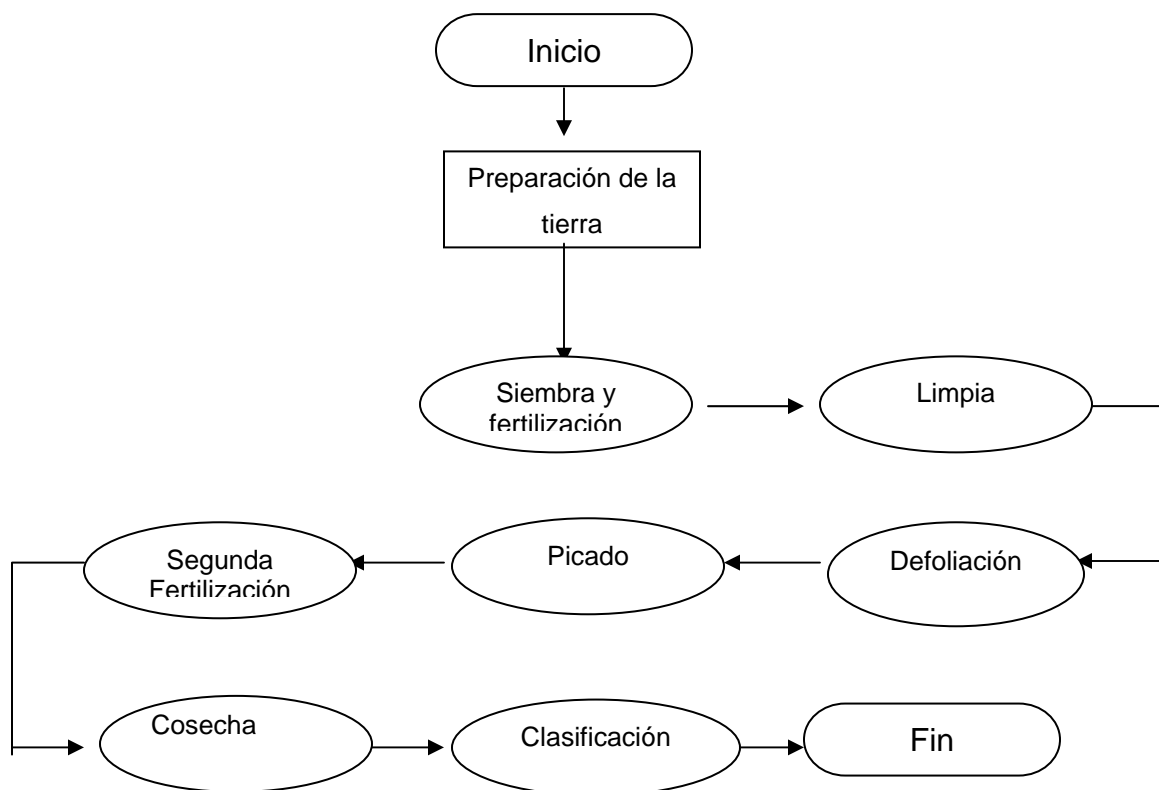 Inicio
Preparación de la
tierra
Siembra y
fertilización
Limpia
Defoliación
Picado
Segunda
Fertilización
Cosecha
Clasificación
Fin